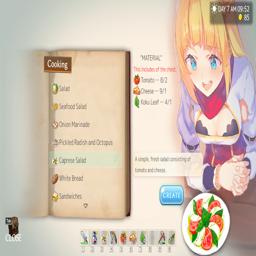 DAY 7 AM 09:52
85
Cooking
Salad
Seafood Salad
Onion Marinade
Pickled Radish and Octopus
Caprese Salad
White Bread
Sandwiches
"MATERIAL"
This includes of the chest.
Tomato — 8/2
Cheese — 9/1
Koku Leaf — 4/1
A simple, fresh salad consisting of
tomato and cheese.
CREATE
CLOSE